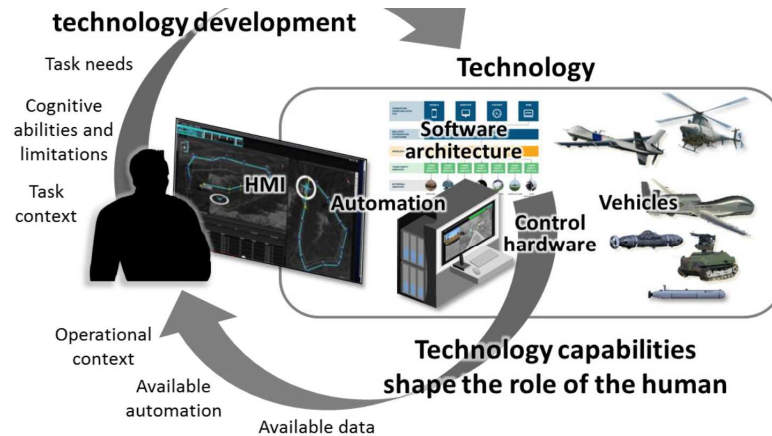 technology development
Task needs
Technology
Cognitive
abilities and
limitations
Software
architecture
Task
context
HMI
Automation
Control
hardware
Vehicles
Operational
context
Available
automation
Available data
Technology capabilities
shape the role of the human